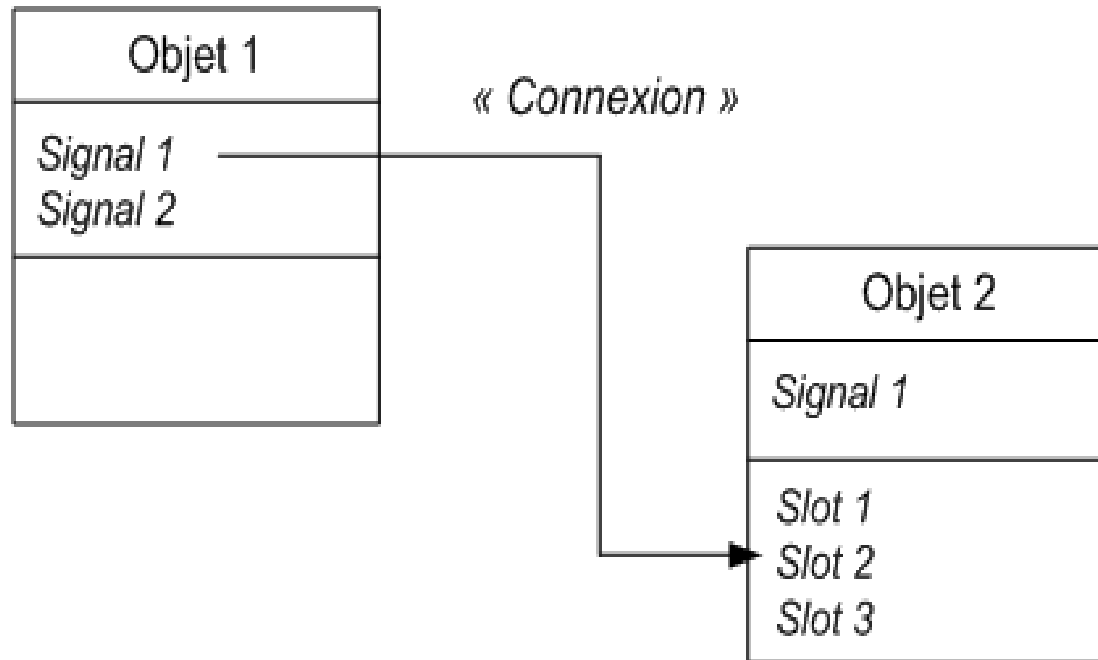 Objet 1
« Connexion »
Signal 1
Signal 2
Objet 2
Signal 1
Slot 1
Slot 2
Slot 3